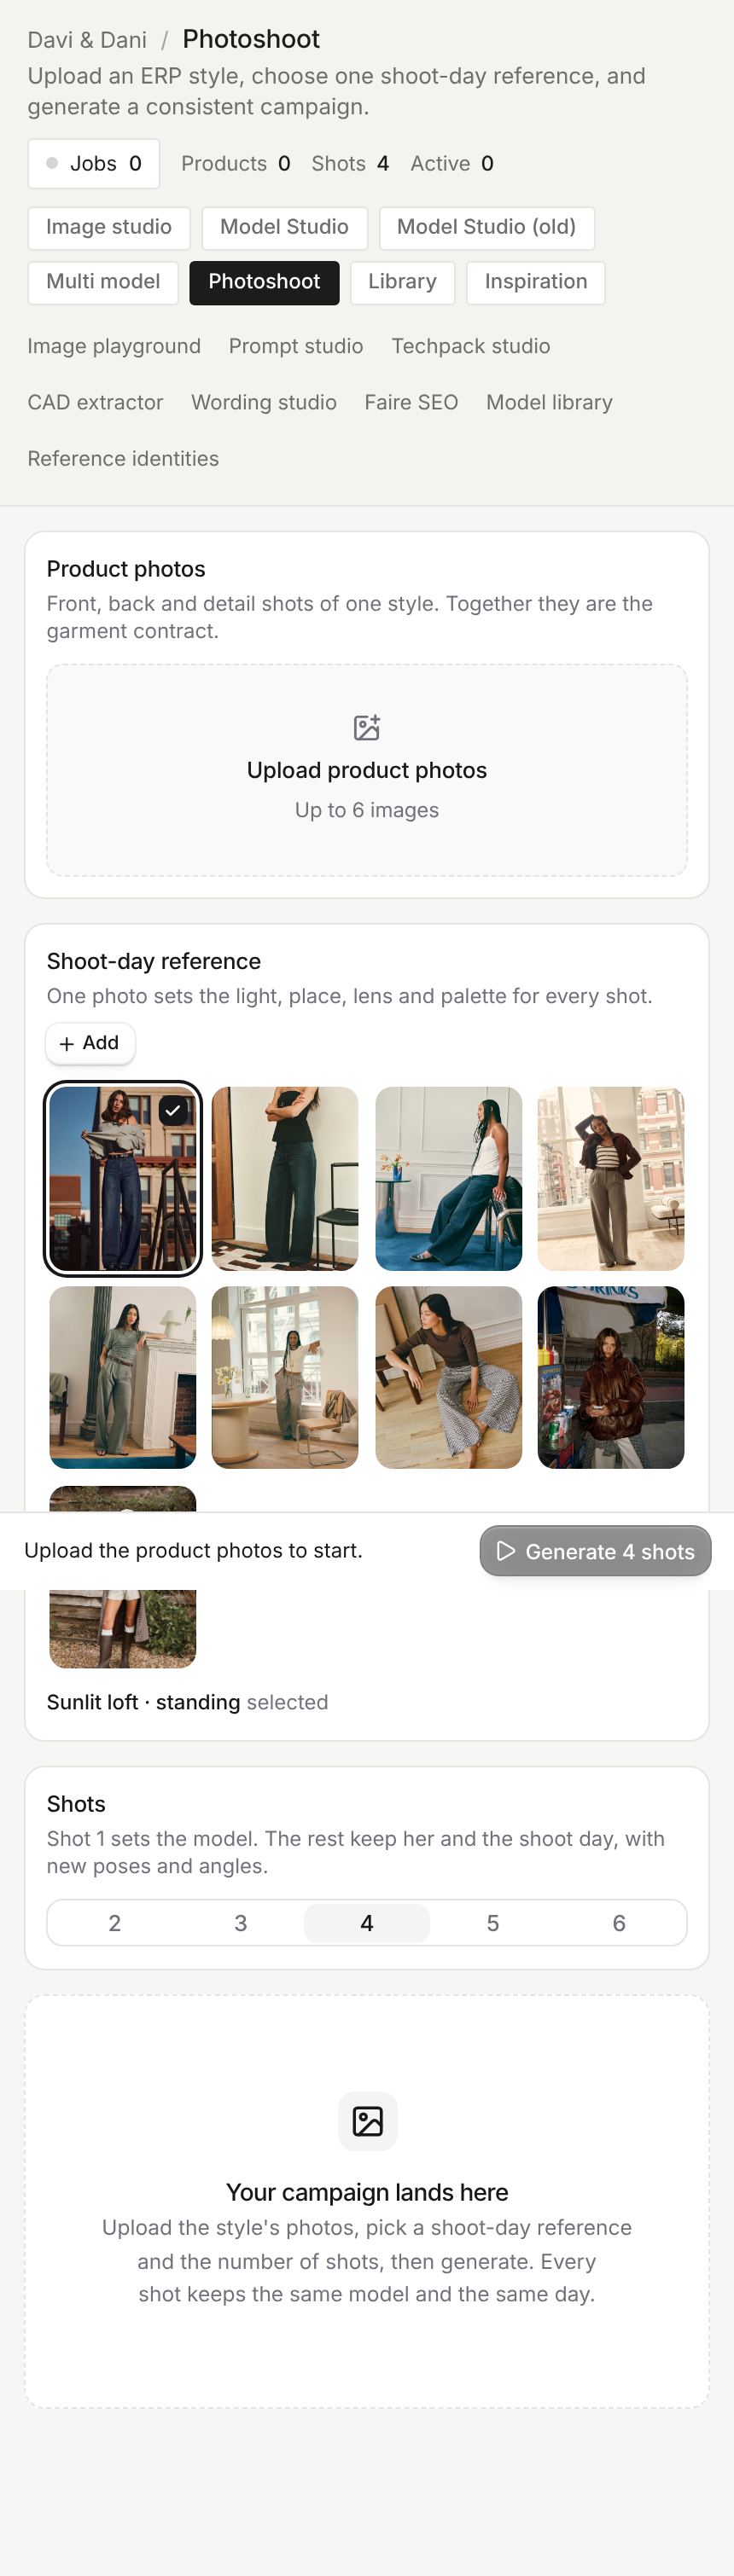 Davi & Dani / Photoshoot
Upload an ERP style, choose one shoot-day reference, and
generate a consistent campaign.
Jobs 0 Products 0 Shots 4 Active 0
Image studio Model Studio Model Studio (old)
Multi model Photoshoot Library Inspiration
Image playground Prompt studio Techpack studio
CAD extractor Wording studio Faire SEO Model library
Reference identities
Product photos
Front, back and detail shots of one style. Together they are the
garment contract.
Upload product photos
Up to 6 images
Shoot-day reference
One photo sets the light, place, lens and palette for every shot.
+ Add
Upload the product photos to start.
Generate 4 shots
Sunlit loft · standing selected
Shots
Shot 1 sets the model. The rest keep her and the shoot day, with
new poses and angles.
2 3 4 5 6
Your campaign lands here
Upload the style's photos, pick a shoot-day reference
and the number of shots, then generate. Every
shot keeps the same model and the same day.